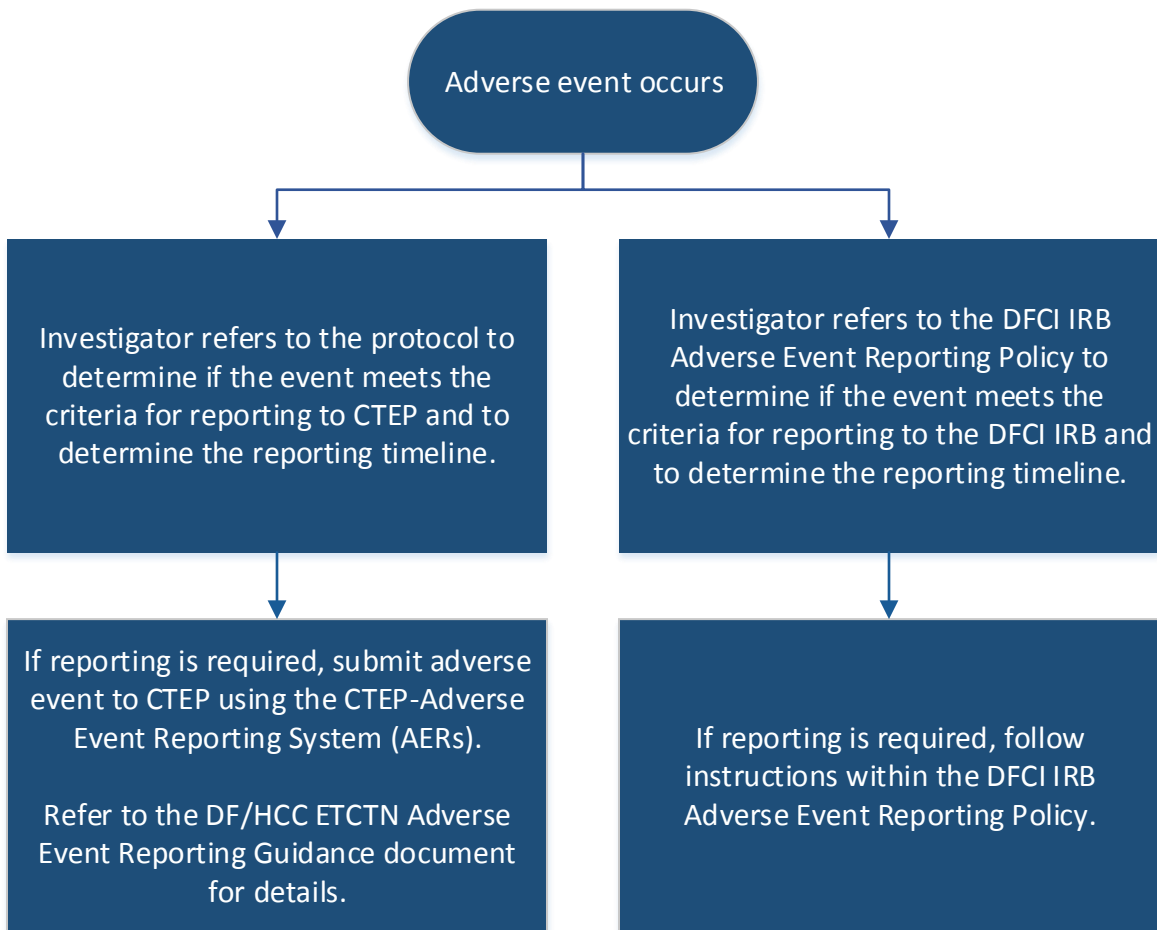 Adverse event occurs
Investigator refers to the protocol to
determine if the event meets the
criteria for reporting to CTEP and to
determine the reporting timeline.
Investigator refers to the DFCI IRB
Adverse Event Reporting Policy to
determine if the event meets the
criteria for reporting to the DFCI IRB and
to determine the reporting timeline.
If reporting is required, submit adverse
event to CTEP using the CTEP-Adverse
Event Reporting System (AERs).
Refer to the DF/HCC ETCTN Adverse
Event Reporting Guidance document
for details.
If reporting is required, follow
instructions within the DFCI IRB
Adverse Event Reporting Policy.